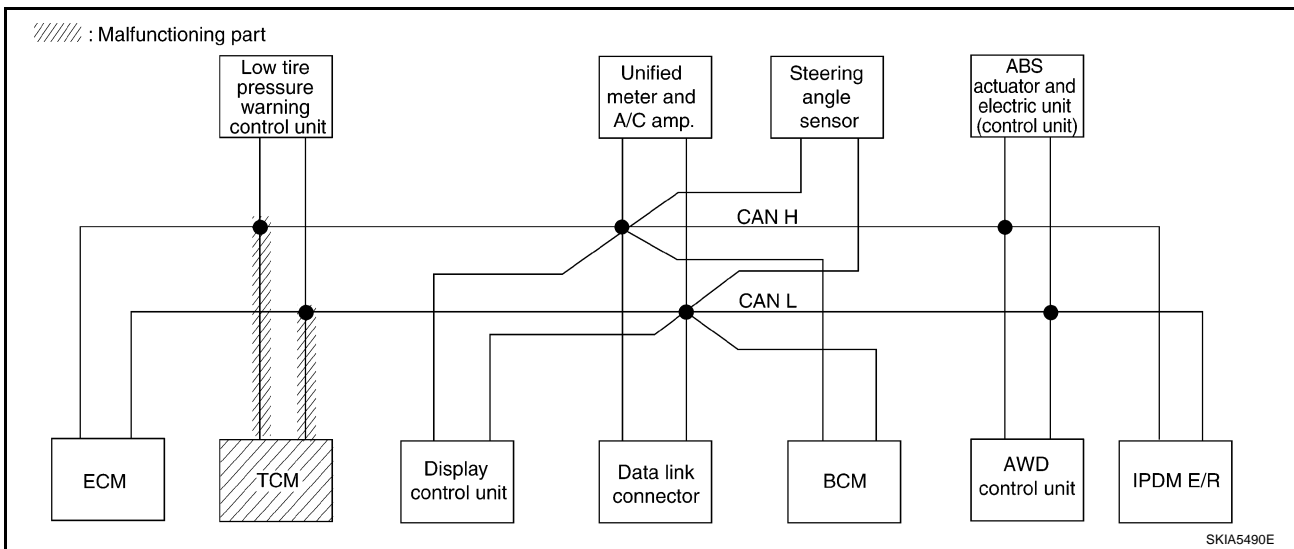 : Malfunctioning part
Low tire
pressure
warning
control unit
Unified
meter and
A/C amp.
Steering
angle
sensor
ABS
actuator and
electric unit
(control unit)
CAN H
CAN L
ECM
TCM
Display
control unit
Data link
connector
BCM
AWD
control unit
IPDM E/R
SKIA5490E